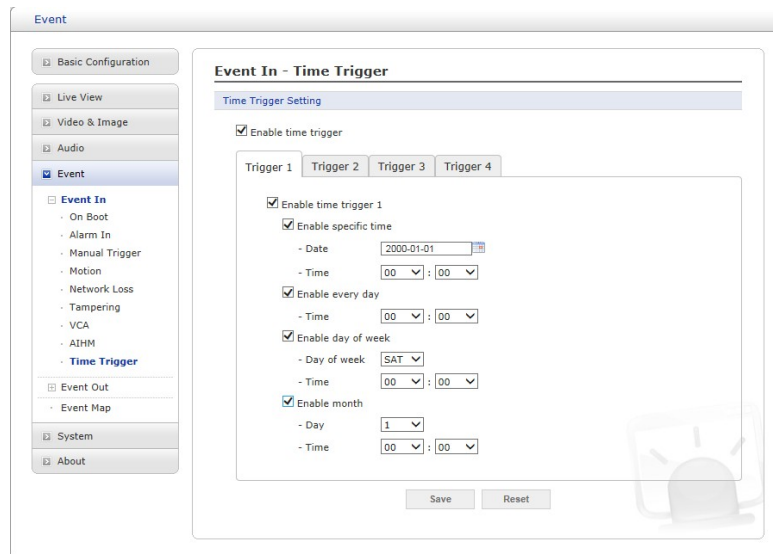 Event
Basic Configuration
Live View
Video & Image
Audio
Event
Event In
On Boot
Alarm In
Manual Trigger
Motion
Network Loss
Tampering
VCA
AIHM
Time Trigger
Event Out
Event Map
System
About
Event In - Time Trigger
Time Trigger Setting
Enable time trigger
Trigger 1 Trigger 2 Trigger 3 Trigger 4
Enable time trigger 1
Enable specific time
- Date 2000-01-01
- Time 00 : 00
Enable every day
- Time 00 : 00
Enable day of week
- Day of week SAT
- Time 00 : 00
Enable month
- Day 1
- Time 00 : 00
Save Reset